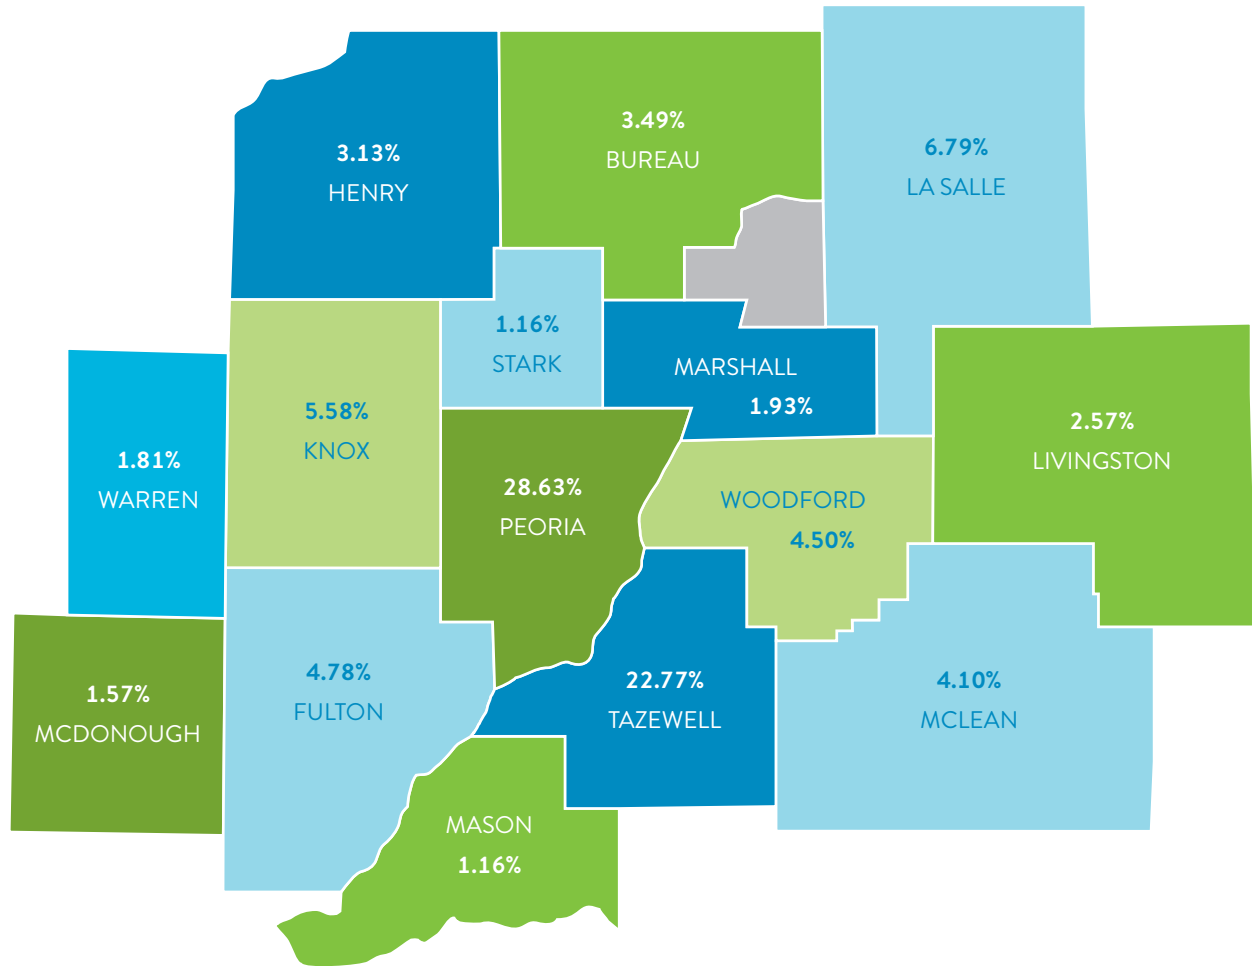 3.13%
HENRY
3.49%
BUREAU
6.79%
LA SALLE
1.16%
STARK
MARSHALL
1.93%
5.58%
KNOX
2.57%
LIVINGSTON
1.81%
WARREN
28.63%
PEORIA
WOODFORD
4.50%
1.57%
MCDONOUGH
4.78%
FULTON
22.77%
TAZEWELL
4.10%
MCLEAN
MASON
1.16%